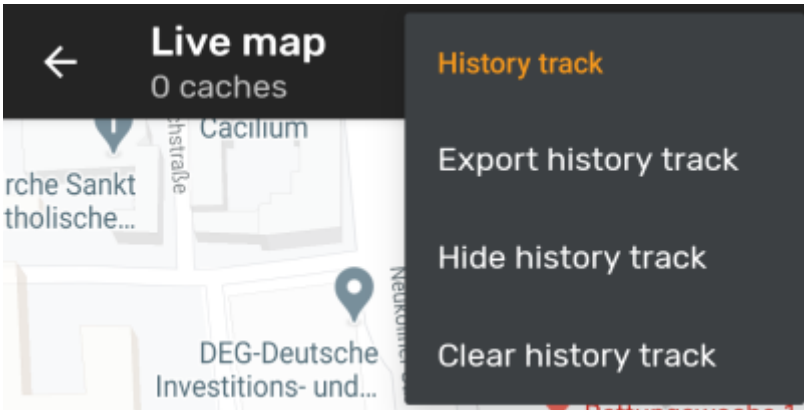 Live map
0 caches
History track
Export history track
Hide history track
Clear history track
Cäcilium
rche Sankt
tholische...
DEG-Deutsche
Investitions- und...